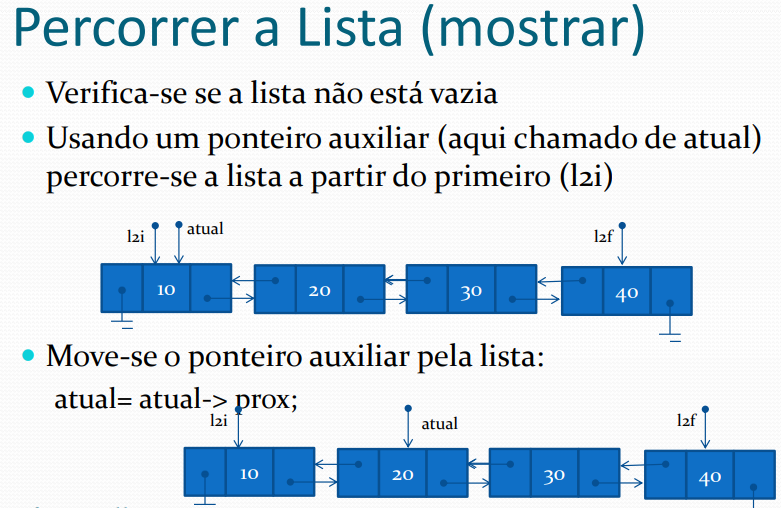 Percorrer a Lista (mostrar)
Verifica-se se a lista não está vazia
Usando um ponteiro auxiliar (aqui chamado de atual)
percorre-se a lista a partir do primeiro (l2i)
l2i atual l2f
10 20 30 40
Move-se o ponteiro auxiliar pela lista:
atual= atual-> prox;
l2i atual l2f
10 20 30 40